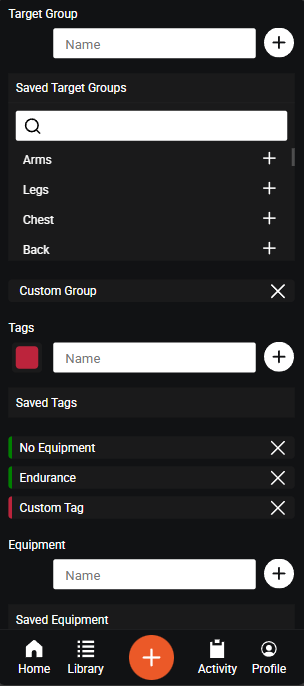 Target Group
Name
Saved Target Groups
Arms
Legs
Chest
Back
Custom Group
Tags
Name
Saved Tags
No Equipment
Endurance
Custom Tag
Equipment
Name
Saved Equipment
Home Library Activity Profile